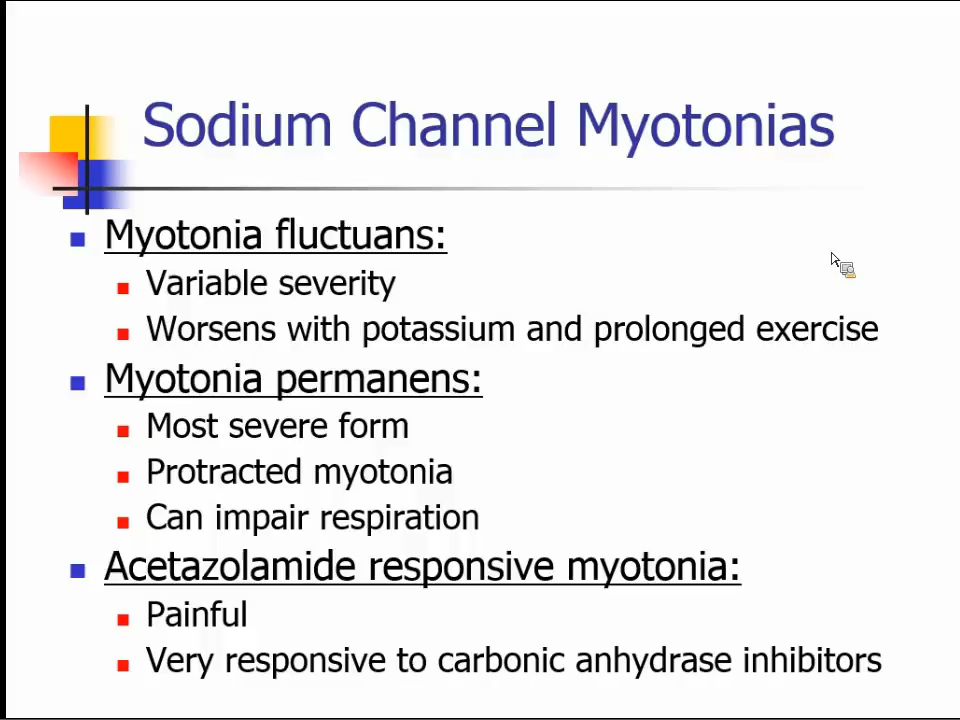 Sodium Channel Myotonias
Myotonia fluctuans:
Variable severity
Worsens with potassium and prolonged exercise
Myotonia permanens:
Most severe form
Protracted myotonia
Can impair respiration
Acetazolamide responsive myotonia:
Painful
Very responsive to carbonic anhydrase inhibitors